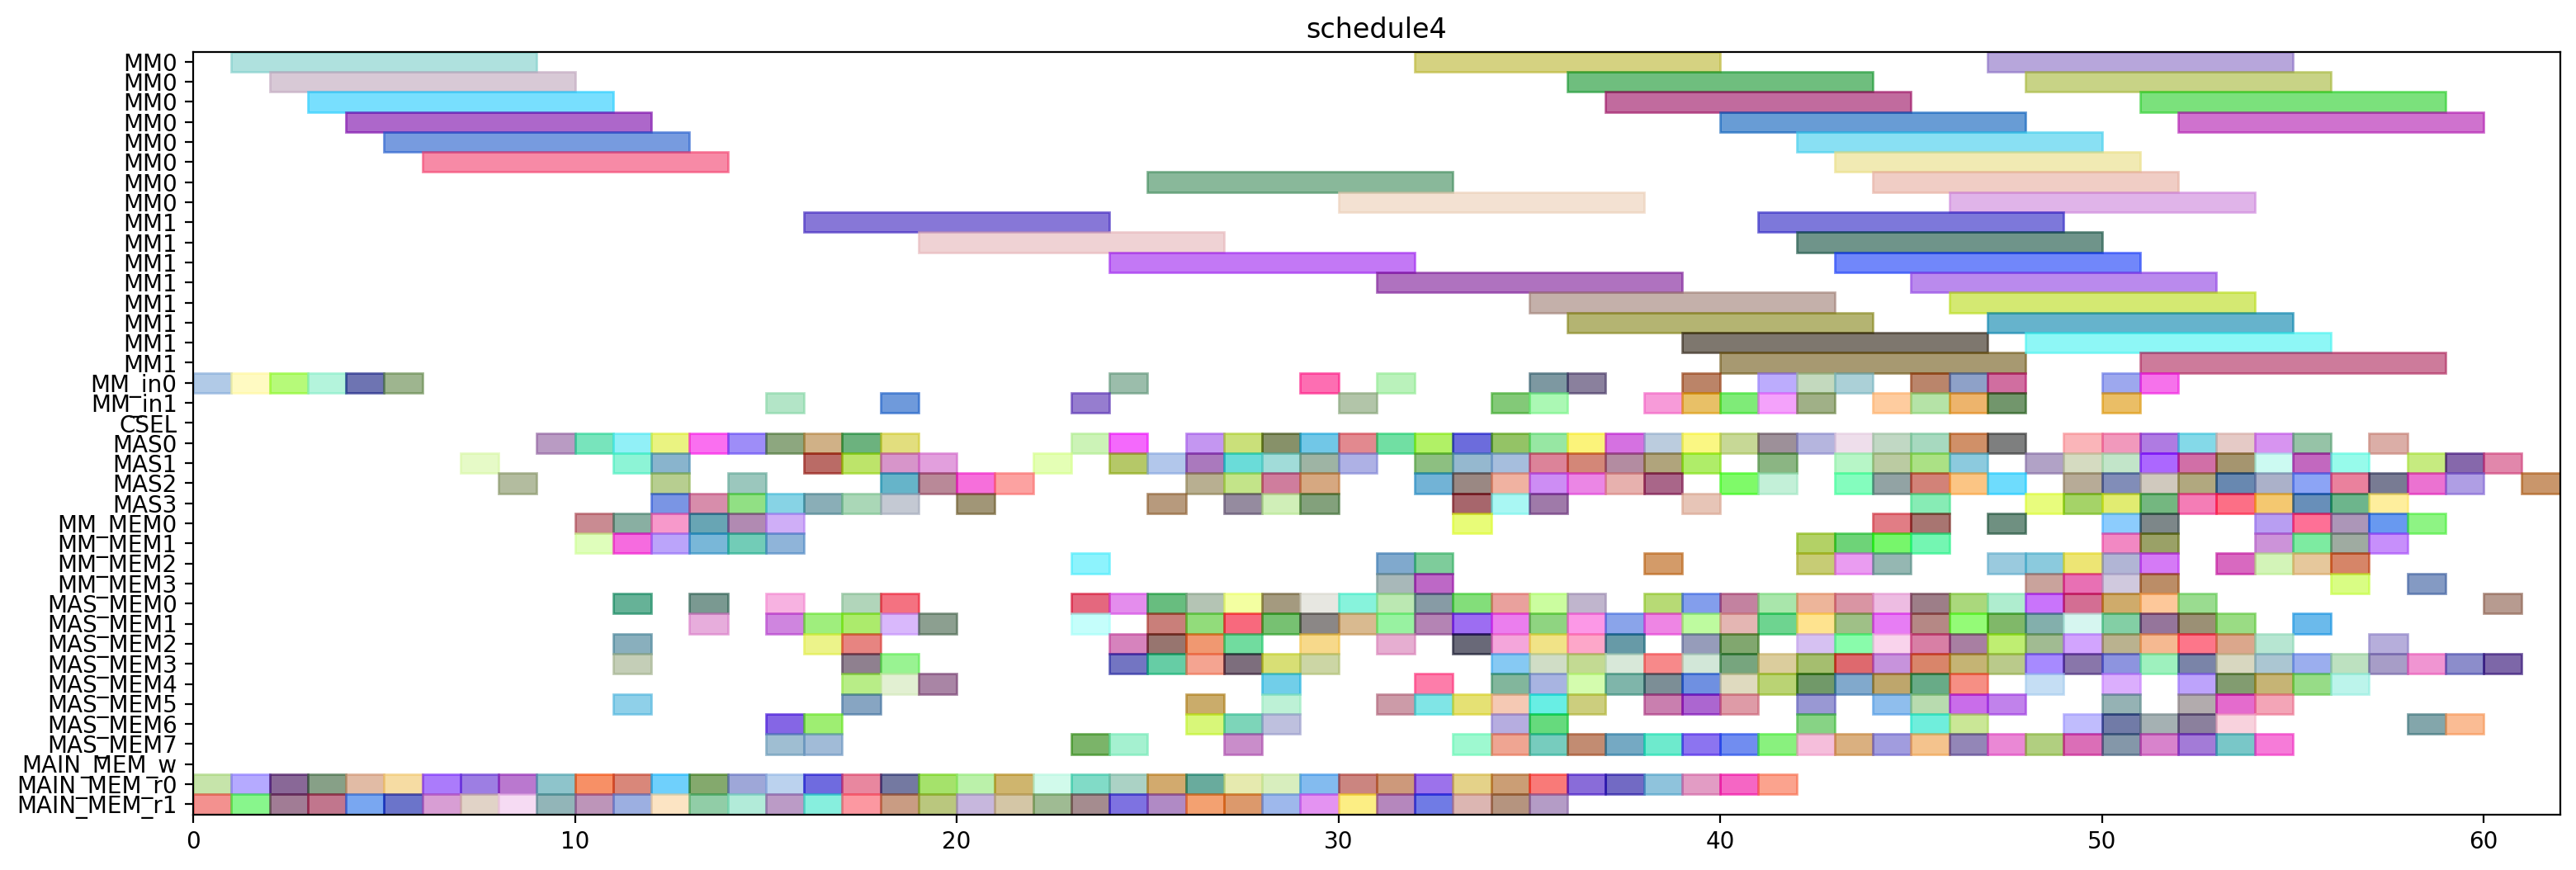 schedule4
MM0
MM0
MM0
MM0
MM0
MM0
MM0
MM0
MM1
MM1
MM1
MM1
MM1
MM1
MM1
MM1
MM_in0
MM_in1
CSEL
MAS0
MAS1
MAS2
MAS3
MM_MEM0
MM_MEM1
MM_MEM2
MM_MEM3
MAS_MEM0
MAS_MEM1
MAS_MEM2
MAS_MEM3
MAS_MEM4
MAS_MEM5
MAS_MEM6
MAS_MEM7
MAIN_MEM_w
MAIN_MEM_r0
MAIN_MEM_r1
0 10 20 30 40 50 60